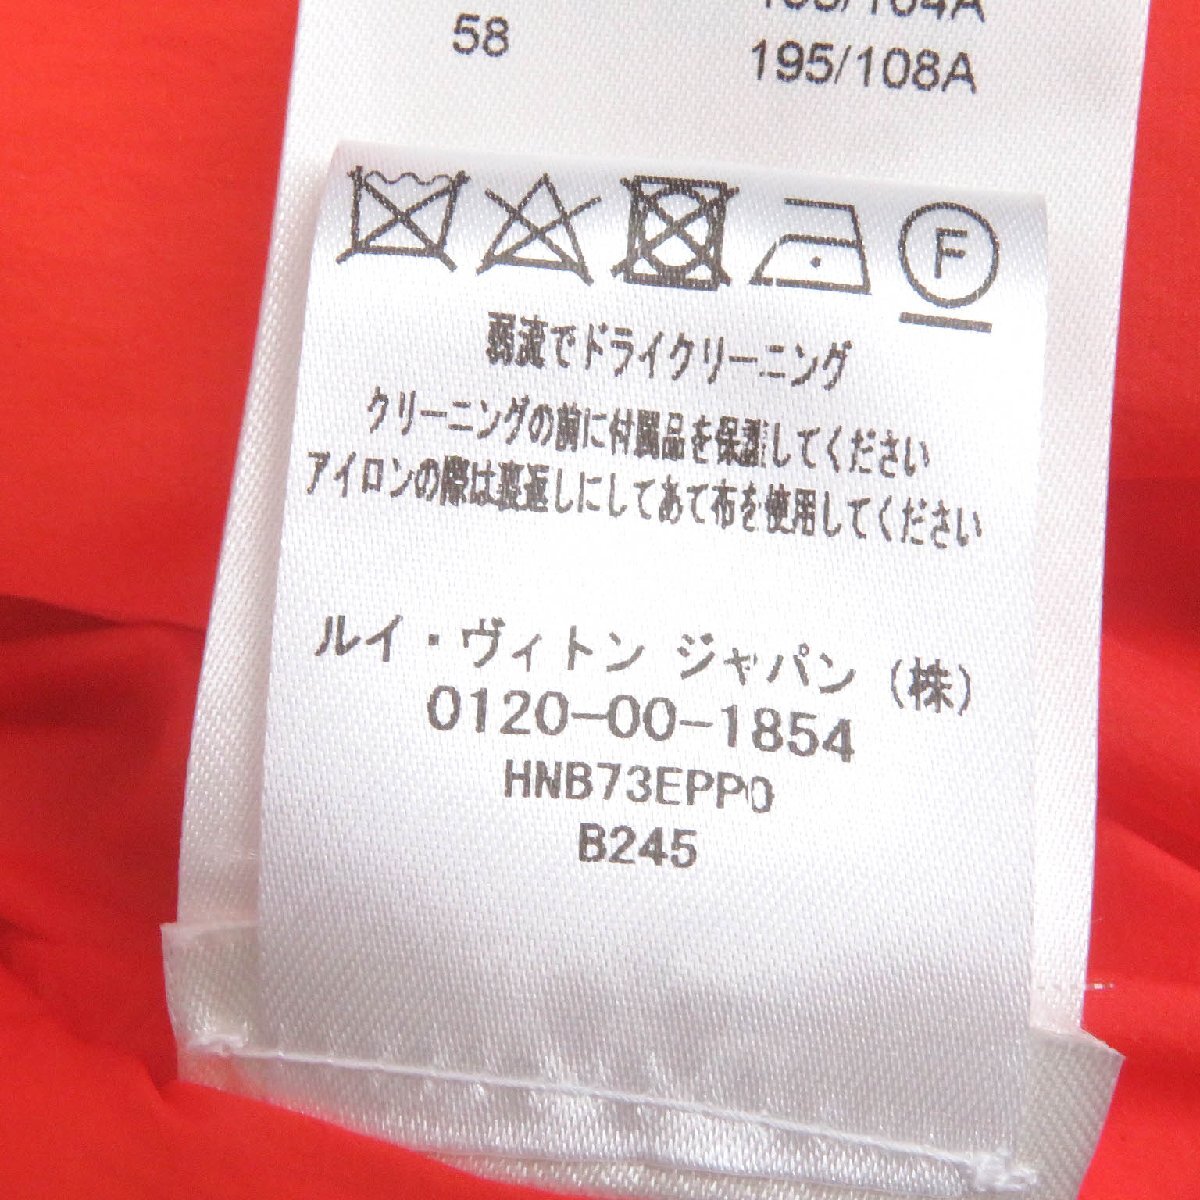 58 195/108A
F
弱流でドライクリーニング
クリーニングの前に付属品を保護してください
アイロンの際は裏返しにしてあて布を使用してください
ルイ・ヴィトン ジャパン (株)
0120-00-1854
HNB73EPP0
B245